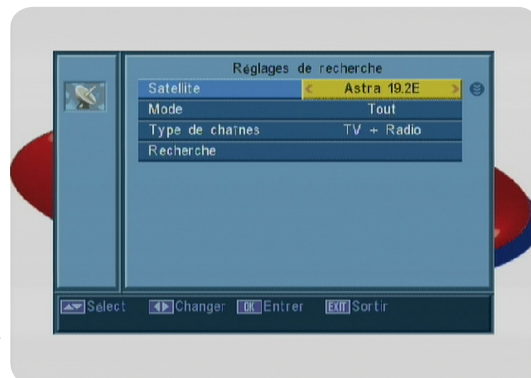 Réglages de recherche
Satellite < Astra 19.2E >
Mode Tout
Type de chaînes TV + Radio
Recherche
Sélect Changer OK Entrer EXIT Sortir